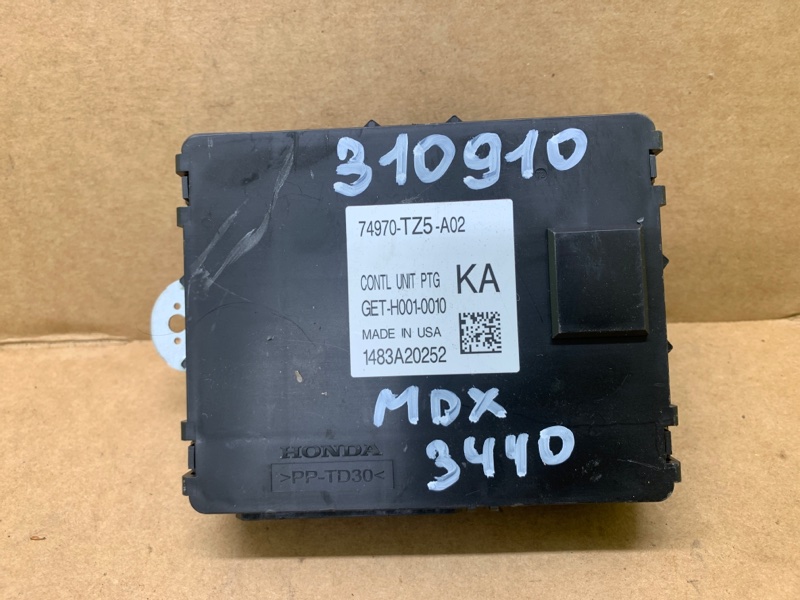 310910
74970-TZ5-A02
CONTL UNIT PTG KA
GET-H001-0010
MADE IN USA
1483A20252
MDX
3440
HONDA
>PP-TD30<